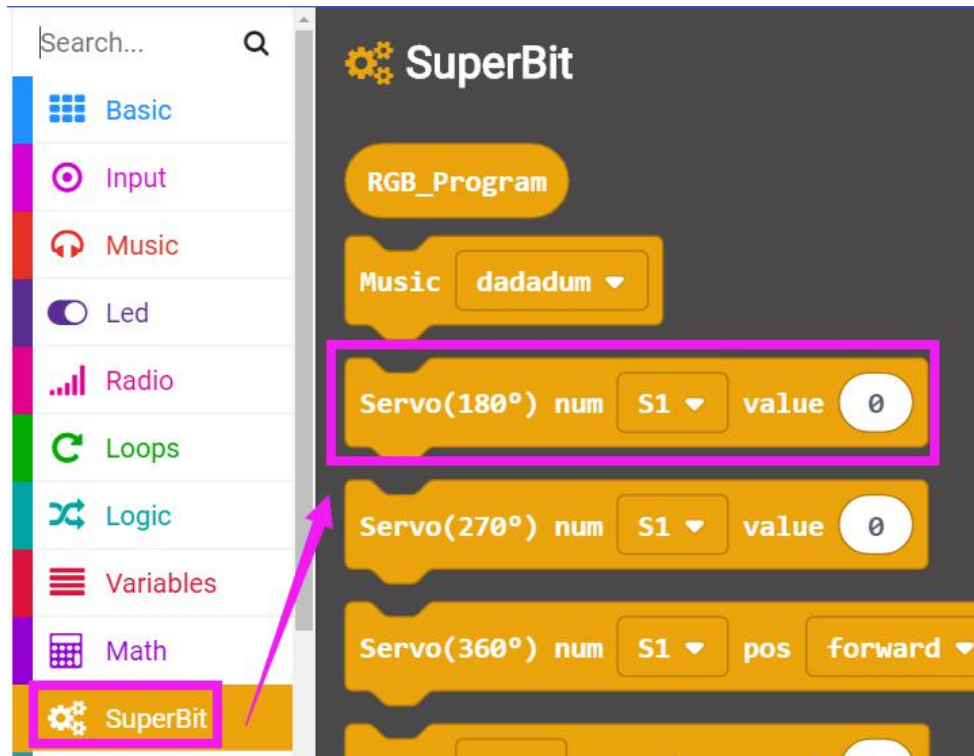 Search...
Basic
Input
Music
Led
Radio
Loops
Logic
Variables
Math
SuperBit
SuperBit
RGB_Program
Music dadadum
Servo(180°) num S1 value 0
Servo(270°) num S1 value 0
Servo(360°) num S1 pos forward